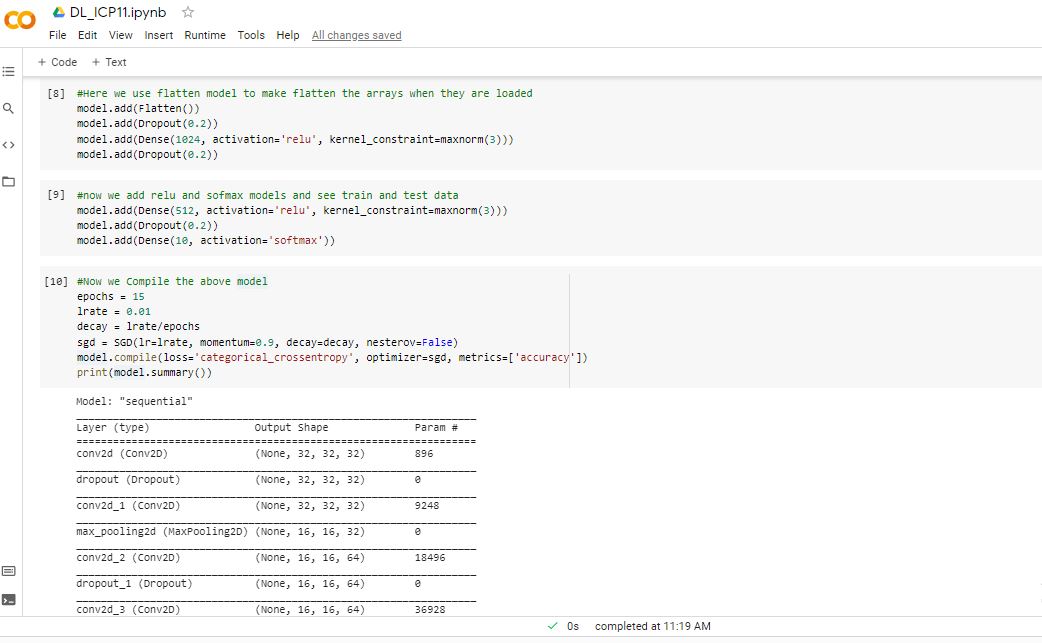 DL_ICP11.ipynb
File Edit View Insert Runtime Tools Help All changes saved
+ Code + Text
[8] #Here we use flatten model to make flatten the arrays when they are loaded
model.add(Flatten())
model.add(Dropout(0.2))
model.add(Dense(1024, activation='relu', kernel_constraint=maxnorm(3)))
model.add(Dropout(0.2))
[9] #now we add relu and sofmax models and see train and test data
model.add(Dense(512, activation='relu', kernel_constraint=maxnorm(3)))
model.add(Dropout(0.2))
model.add(Dense(10, activation='softmax'))
[10] #Now we Compile the above model
epochs = 15
lrate = 0.01
decay = lrate/epochs
sgd = SGD(lr=lrate, momentum=0.9, decay=decay, nesterov=False)
model.compile(loss='categorical_crossentropy', optimizer=sgd, metrics=['accuracy'])
print(model.summary())
Model: "sequential"
Layer (type) Output Shape Param #
conv2d (Conv2D) (None, 32, 32, 32) 896
dropout (Dropout) (None, 32, 32, 32) 0
conv2d_1 (Conv2D) (None, 32, 32, 32) 9248
max_pooling2d (MaxPooling2D) (None, 16, 16, 32) 0
conv2d_2 (Conv2D) (None, 16, 16, 64) 18496
dropout_1 (Dropout) (None, 16, 16, 64) 0
conv2d_3 (Conv2D) (None, 16, 16, 64) 36928
0s completed at 11:19 AM